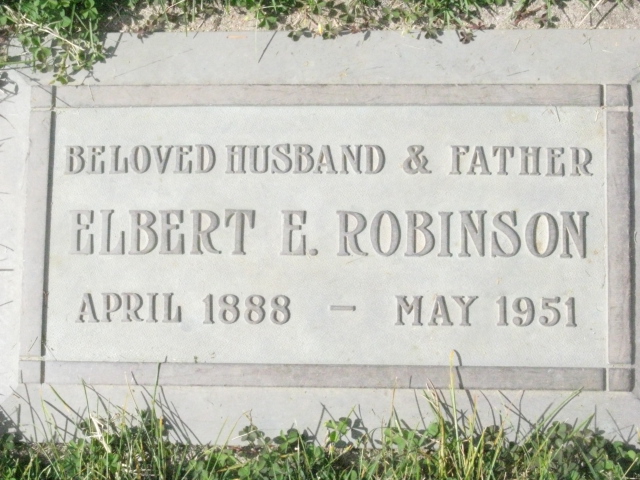 BELOVED HUSBAND & FATHER
ELBERT E. ROBINSON
APRIL 1888 – MAY 1951